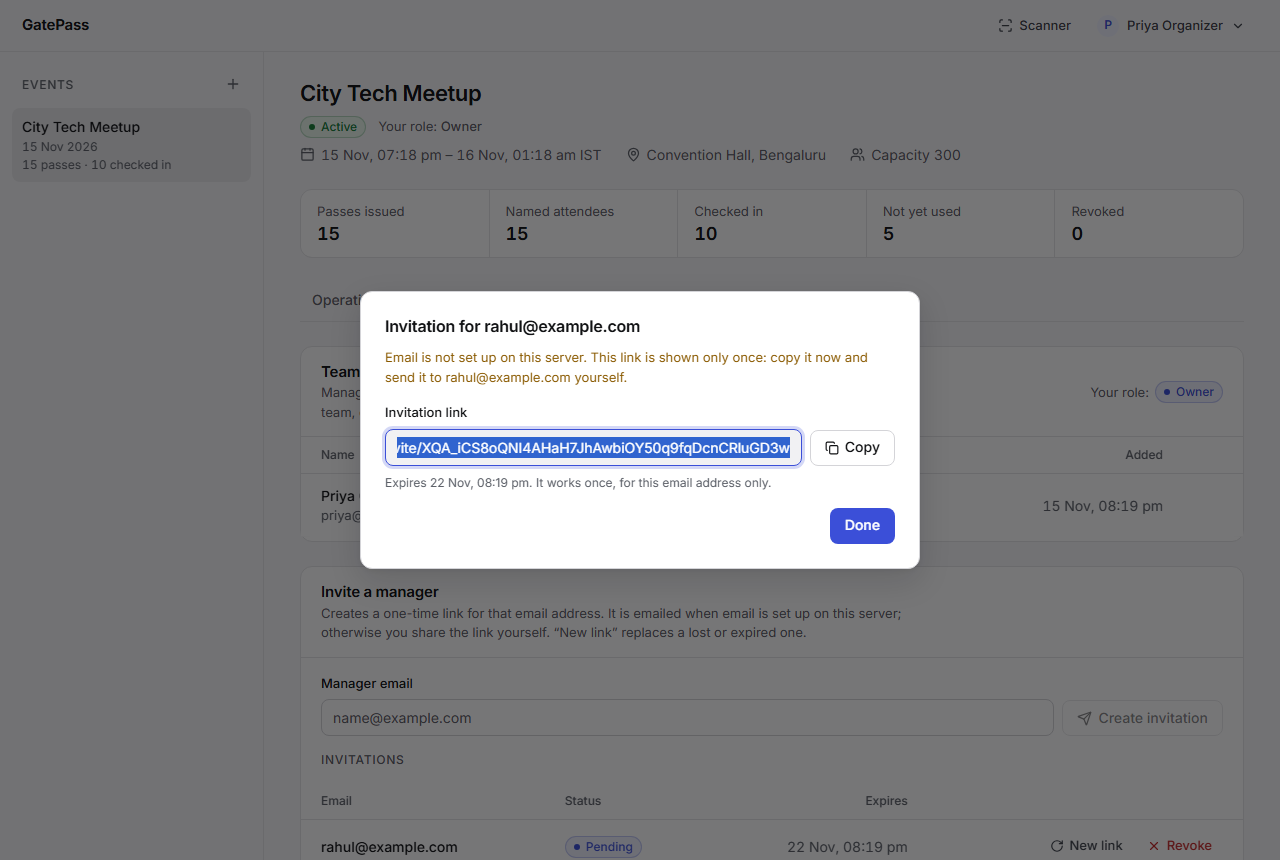 GatePass
Scanner
P
Priya Organizer
EVENTS
City Tech Meetup
15 Nov 2026
15 passes · 10 checked in
City Tech Meetup
Active
Your role: Owner
15 Nov, 07:18 pm – 16 Nov, 01:18 am IST
Convention Hall, Bengaluru
Capacity 300
Passes issued
15
Named attendees
15
Checked in
10
Not yet used
5
Revoked
0
Operati
Team
Manag
team,
Your role:
Owner
Name
Added
Priya
priya@
15 Nov, 08:19 pm
Invitation for rahul@example.com
Email is not set up on this server. This link is shown only once: copy it now and
send it to rahul@example.com yourself.
Invitation link
vite/XQA_iCS8oQNI4AHaH7JhAwbiOY50q9fqDcnCRIuGD3w
Copy
Expires 22 Nov, 08:19 pm. It works once, for this email address only.
Done
Invite a manager
Creates a one-time link for that email address. It is emailed when email is set up on this server;
otherwise you share the link yourself. “New link” replaces a lost or expired one.
Manager email
name@example.com
Create invitation
INVITATIONS
Email
Status
Expires
rahul@example.com
Pending
22 Nov, 08:19 pm
New link
Revoke